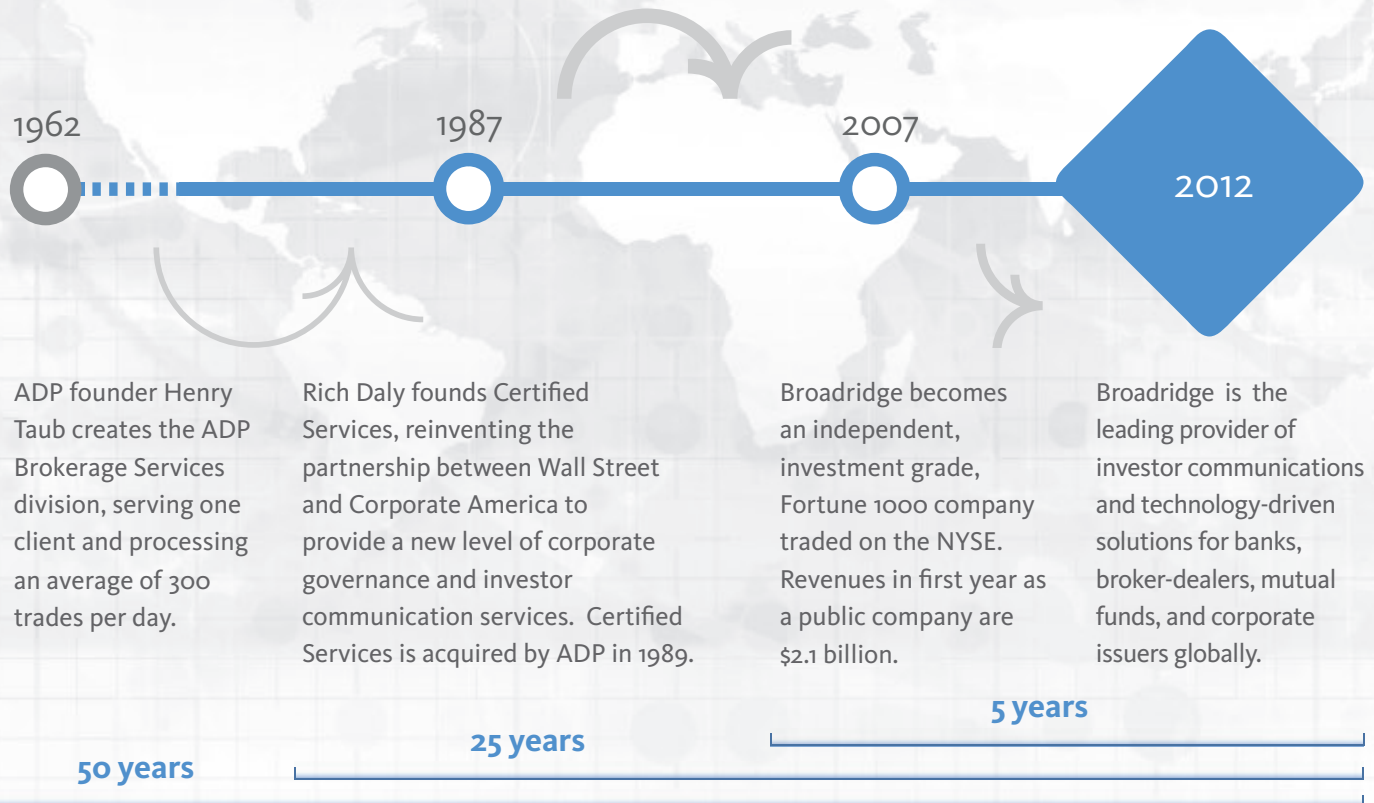 1962
1987
2007
2012
ADP founder Henry
Taub creates the ADP
Brokerage Services
division, serving one
client and processing
an average of 300
trades per day.
Rich Daly founds Certified
Services, reinventing the
partnership between Wall Street
and Corporate America to
provide a new level of corporate
governance and investor
communication services.  Certified
Services is acquired by ADP in 1989.
Broadridge becomes
an independent,
investment grade,
Fortune 1000 company
traded on the NYSE.
Revenues in first year as
a public company are
$2.1 billion.
Broadridge is the
leading provider of
investor communications
and technology-driven
solutions for banks,
broker-dealers, mutual
funds, and corporate
issuers globally.
5 years
25 years
50 years